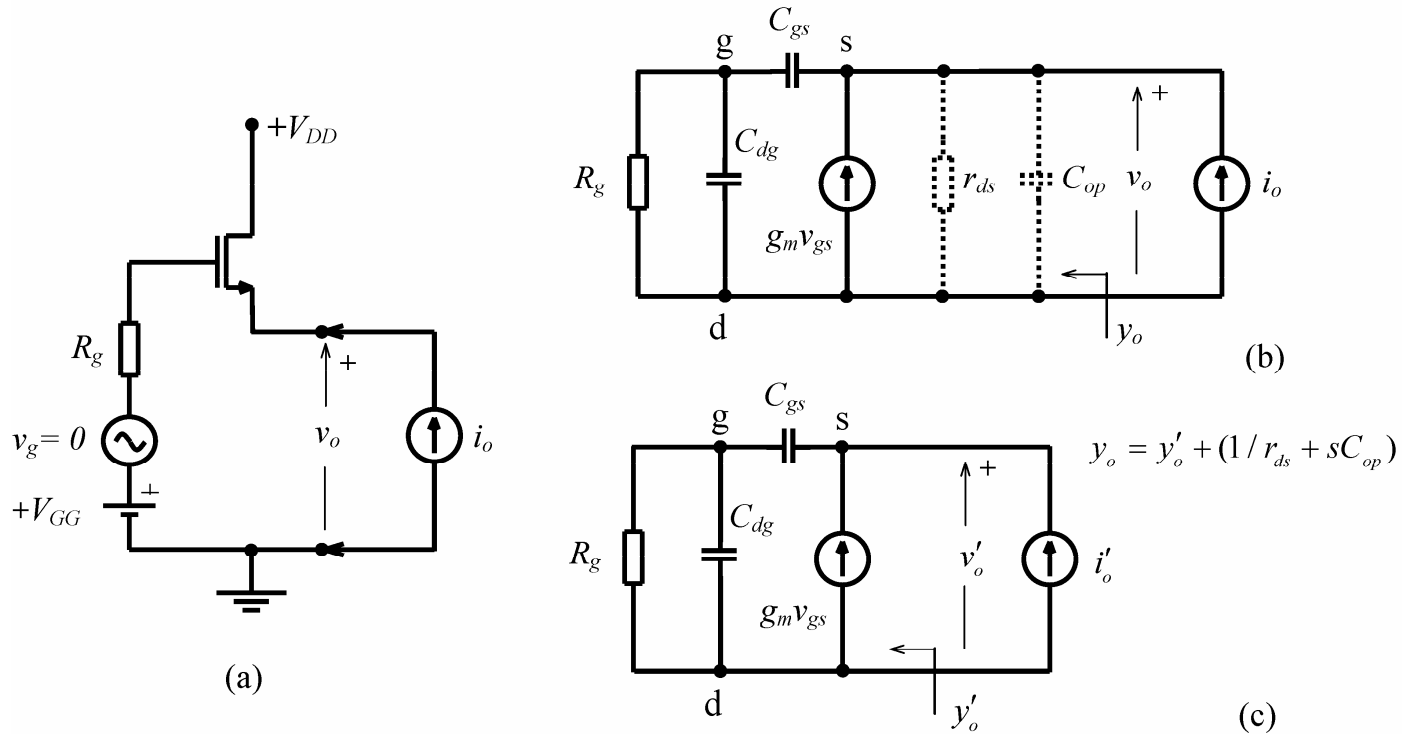 +V_DD
R_g
v_g = 0
+V_GG
+
+
v_o
i_o
(a)
C_gs
g
s
R_g
C_dg
g_m v_gs
r_ds
C_op
+
v_o
i_o
d
y_o
(b)
C_gs
g
s
y_o = y'_o + (1 / r_ds + sC_op)
R_g
C_dg
g_m v_gs
+
v'_o
i'_o
d
y'_o
(c)